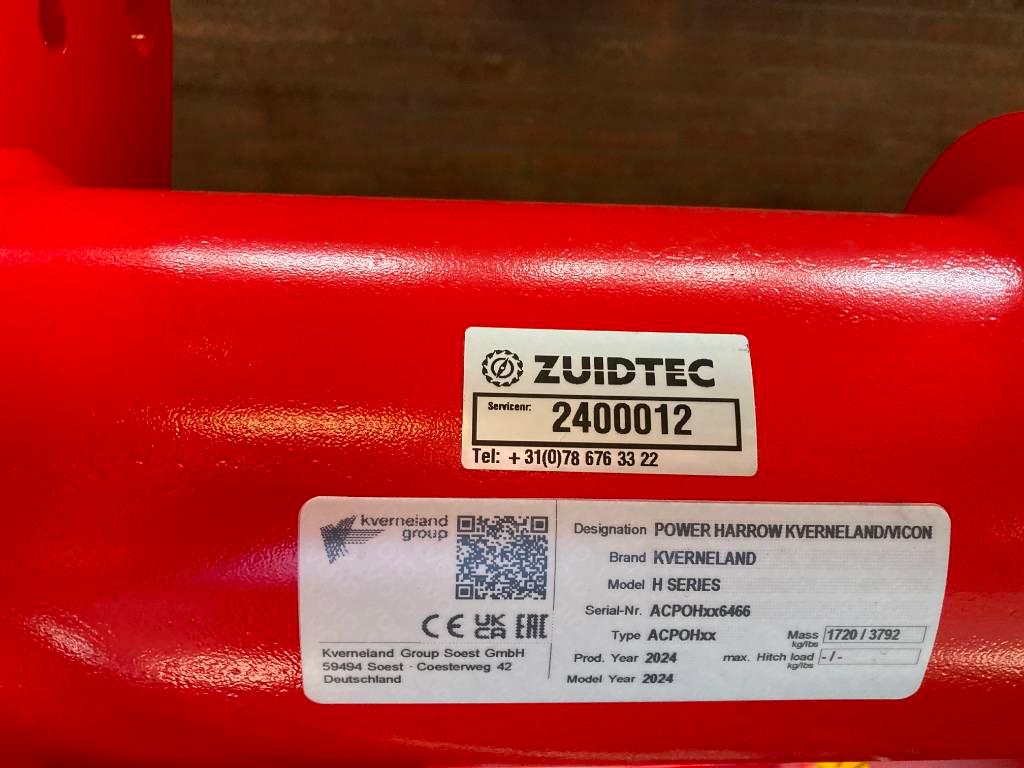 ZUIDTEC
Servicenr: 2400012
Tel: +31(0)78 676 33 22
kverneland
group
CE UK CA EAC
Kverneland Group Soest GmbH
59494 Soest · Coesterweg 42
Deutschland
Designation POWER HARROW KVERNELAND/VICON
Brand KVERNELAND
Model H SERIES
Serial-Nr. ACPOHxx6466
Type ACPOHxx Mass kg/lbs 1720 / 3792
Prod. Year 2024 max. Hitch load kg/lbs - / -
Model Year 2024